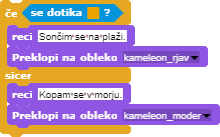 če se dotika ?
reci Sončim se na plaži.
Preklopi na obleko kameleon_rjav
sicer
reci Kopam se v morju.
Preklopi na obleko kameleon_moder